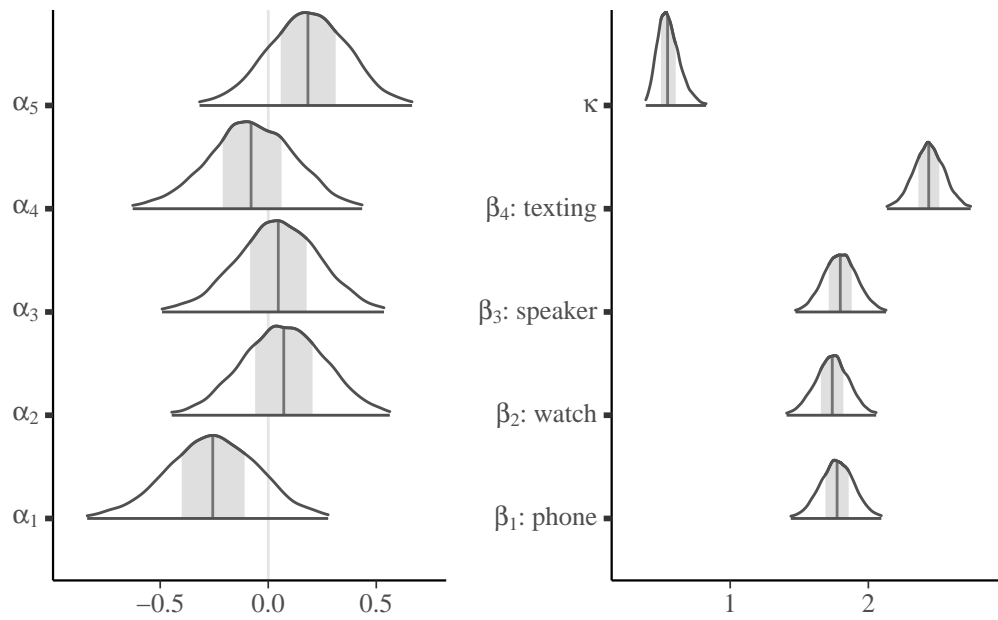 α₅
α₄
α₃
α₂
α₁
–0.5 0.0 0.5
κ
β₄: texting
β₃: speaker
β₂: watch
β₁: phone
1 2